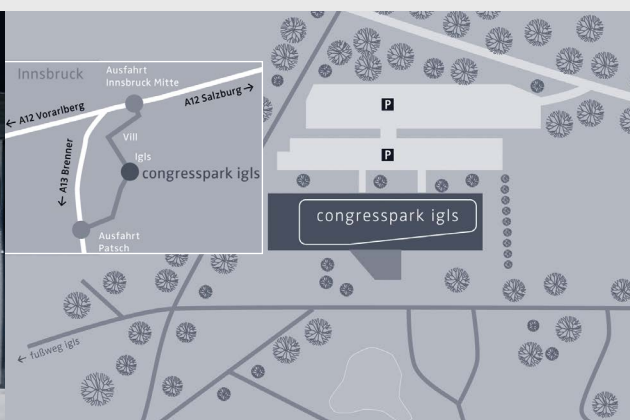 Innsbruck
Ausfahrt
Innsbruck Mitte
← A12 Vorarlberg
A12 Salzburg →
Vill
← A13 Brenner
Igls
congresspark igls
Ausfahrt
Patsch
P
P
congresspark igls
← fußweg igls